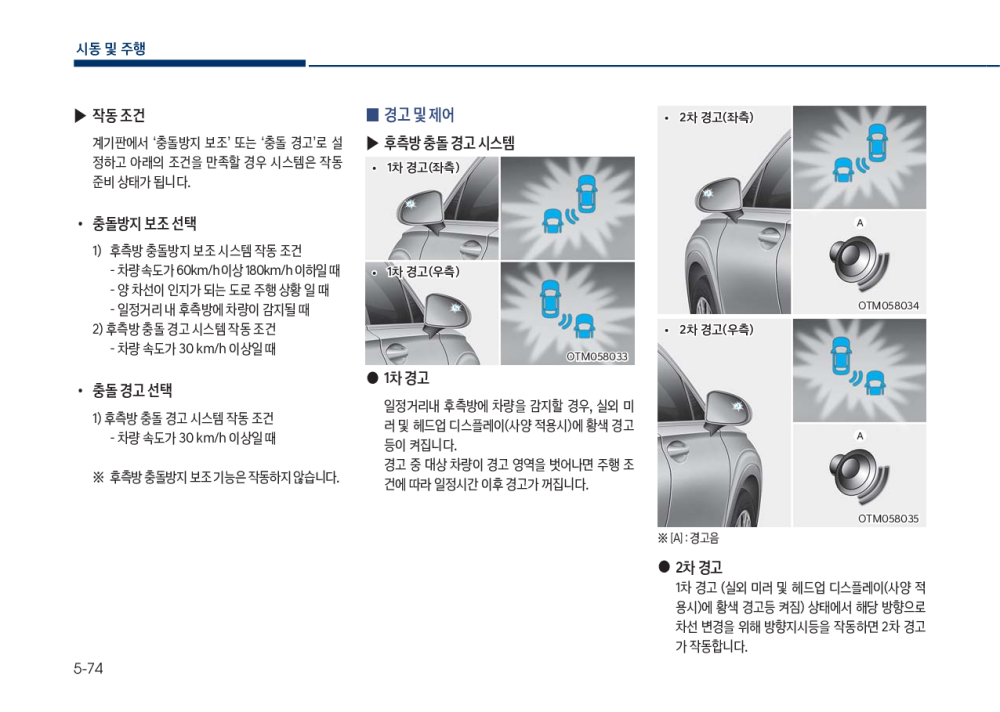 시동 및 주행
▶ 작동 조건
계기판에서 ‘충돌방지 보조’ 또는 ‘충돌 경고’로 설
정하고 아래의 조건을 만족할 경우 시스템은 작동
준비 상태가 됩니다.
• 충돌방지 보조 선택
1) 후측방 충돌방지 보조 시스템 작동 조건
- 차량 속도가 60km/h 이상 180km/h 이하일 때
- 양 차선이 인지가 되는 도로 주행 상황 일 때
- 일정거리 내 후측방에 차량이 감지될 때
2) 후측방 충돌 경고 시스템 작동 조건
- 차량 속도가 30 km/h 이상일 때
• 충돌 경고 선택
1) 후측방 충돌 경고 시스템 작동 조건
- 차량 속도가 30 km/h 이상일 때
※ 후측방 충돌방지 보조 기능은 작동하지 않습니다.
■ 경고 및 제어
▶ 후측방 충돌 경고 시스템
• 1차 경고(좌측)
• 1차 경고(우측)
OTM058033
● 1차 경고
일정거리내 후측방에 차량을 감지할 경우, 실외 미
러 및 헤드업 디스플레이(사양 적용시)에 황색 경고
등이 켜집니다.
경고 중 대상 차량이 경고 영역을 벗어나면 주행 조
건에 따라 일정시간 이후 경고가 꺼집니다.
• 2차 경고(좌측)
A
OTM058034
• 2차 경고(우측)
A
OTM058035
※ [A] : 경고음
● 2차 경고
1차 경고 (실외 미러 및 헤드업 디스플레이(사양 적
용시)에 황색 경고등 켜짐) 상태에서 해당 방향으로
차선 변경을 위해 방향지시등을 작동하면 2차 경고
가 작동합니다.
5-74